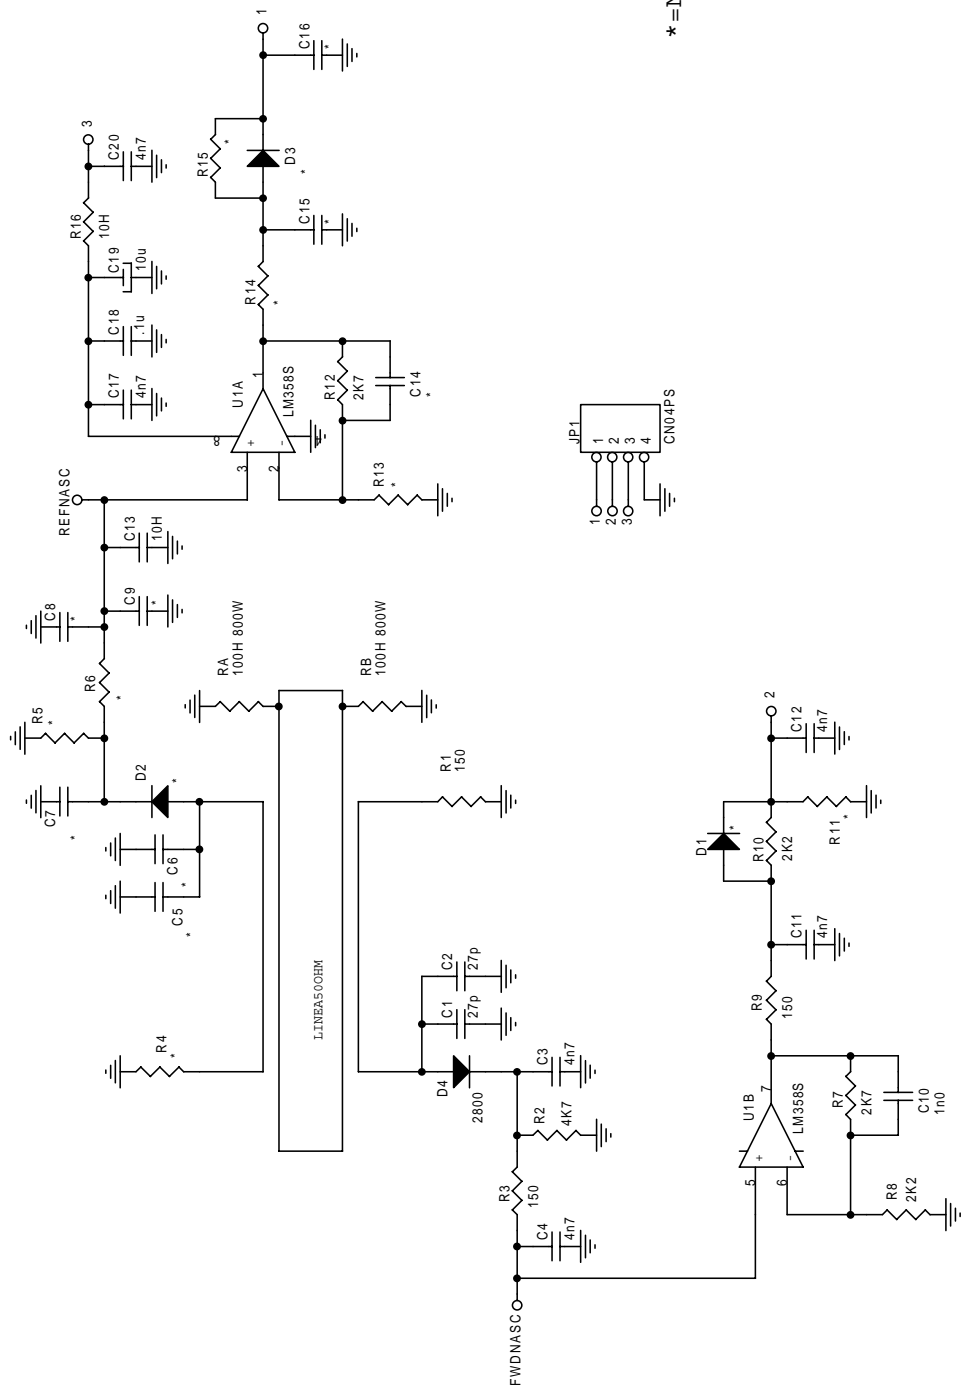 1
C16
*
*=N
3
C20
4n7
R16
10H
R15
*
D3
*
C19
10u
C15
*
C18
.1u
R14
*
C17
4n7
8
U1A
1
LM358S
+
-
3
2
4
R12
2K7
C14
*
R13
*
REFNASC
C13
10H
C8
*
C9
*
R6
*
R5
*
C7
*
D2
*
C6
*
C5
*
R4
*
RA
100H 800W
RB
100H 800W
LINEA50OHM
R1
150
JP1
1
2
3
4
1
2
3
CN04PS
C2
27p
C1
27p
D4
2800
C3
4n7
R2
4K7
R3
150
C4
4n7
FWDNASC
2
C12
4n7
D1
*
R10
2K2
R11
*
C11
4n7
R9
150
U1B
7
LM358S
+
-
5
6
R7
2K7
C10
1n0
R8
2K2